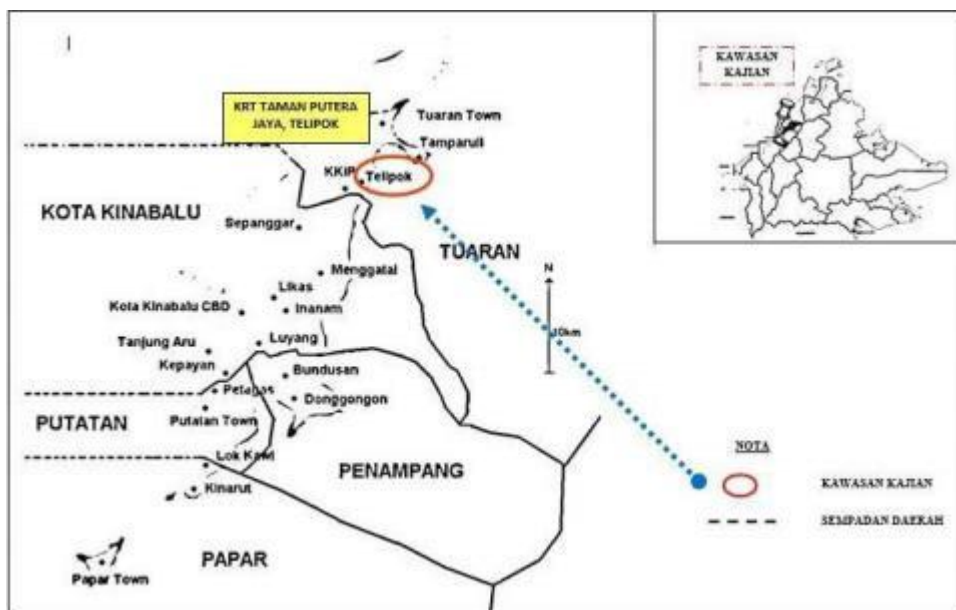 KAWASAN
KAJIAN
KRT TAMAN PUTERA
JAYA, TELIPOK
Tuaran Town
Tamparuli
KKIP
Telipok
KOTA KINABALU
Sepanggar
TUARAN
Menggatal
Likas
Kota Kinabalu CBD
Inanam
N
10km
Tanjung Aru
Luyang
Kepayan
Bundusan
Petagas
Donggongon
PUTATAN
Putatan Town
Lok Kawi
PENAMPANG
Kinarut
PAPAR
Papar Town
NOTA
KAWASAN KAJIAN
SEMPADAN DAERAH